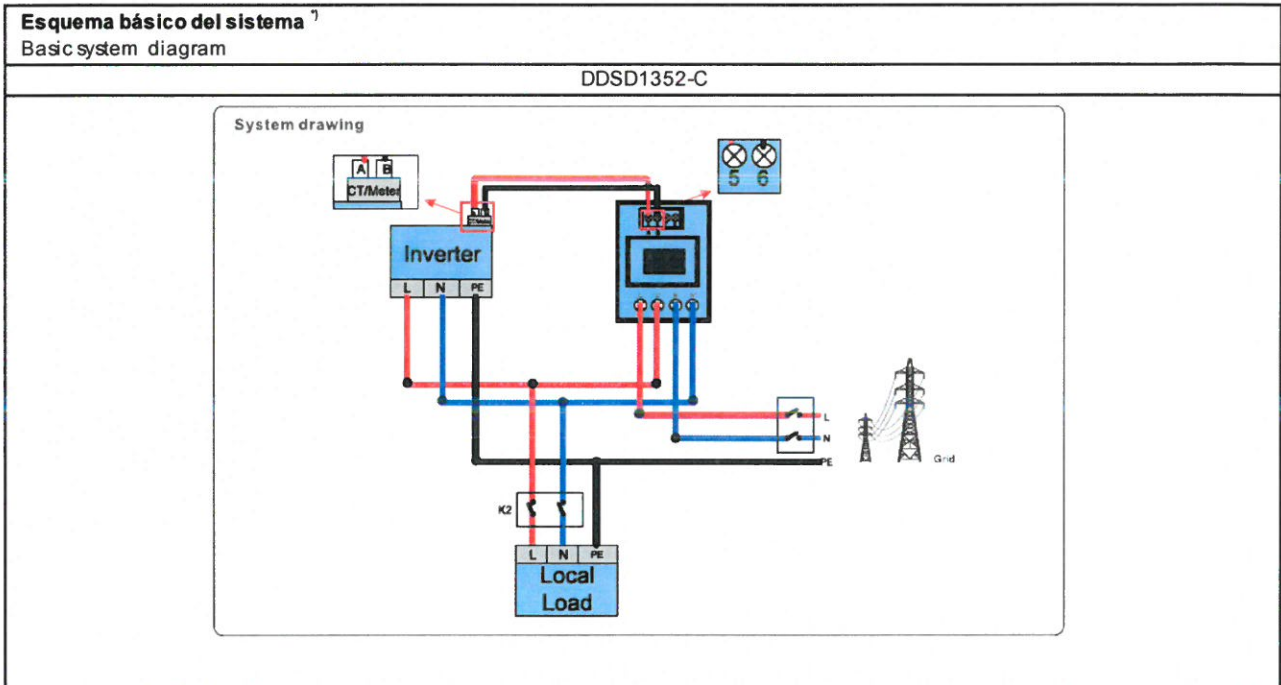 Esquema básico del sistema *)
Basic system diagram
DDSD1352-C
System drawing
A B
CT/Meter
5 6
Inverter
L N PE
L
N
PE
Grid
K2
L N PE
Local
Load